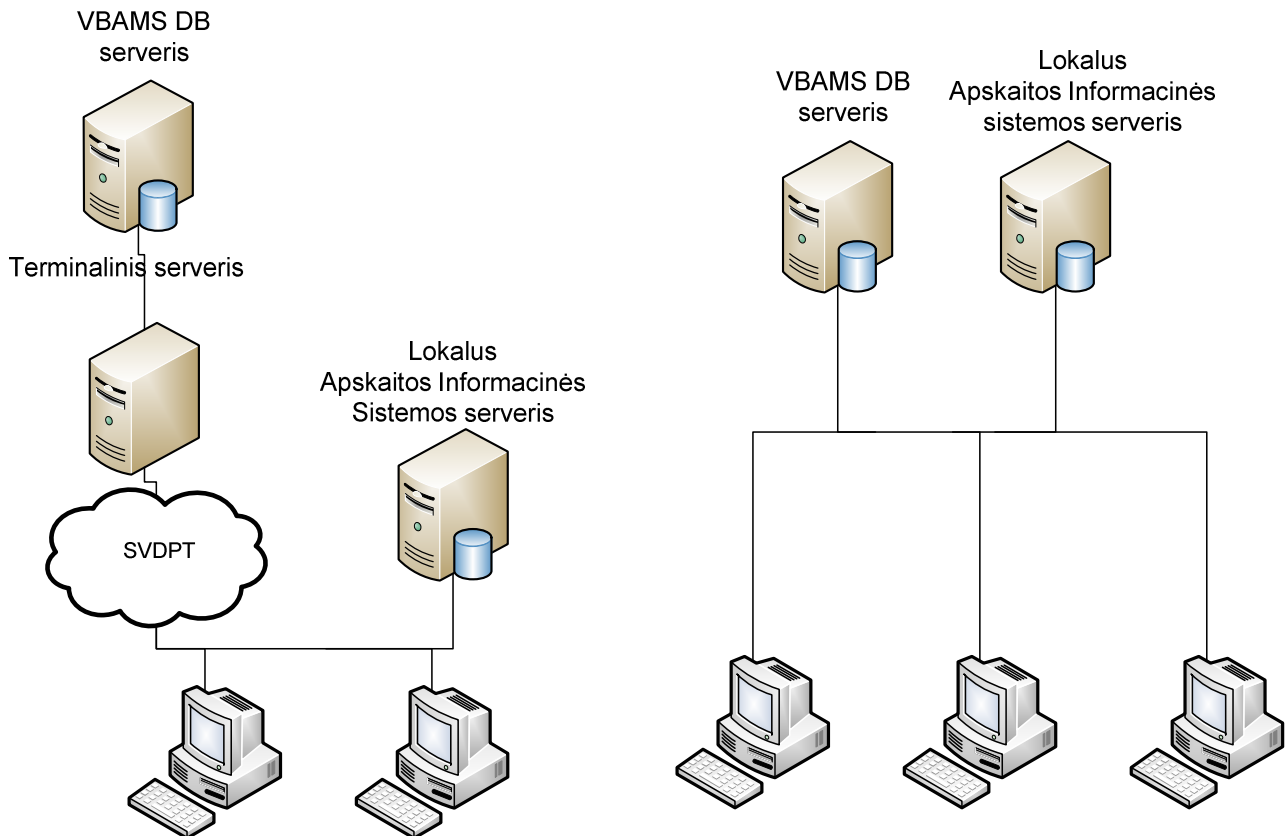 VBAMS DB
serveris
Terminalinis serveris
SVDPT
Lokalus
Apskaitos Informacinės
Sistemos serveris
VBAMS DB
serveris
Lokalus
Apskaitos Informacinės
sistemos serveris